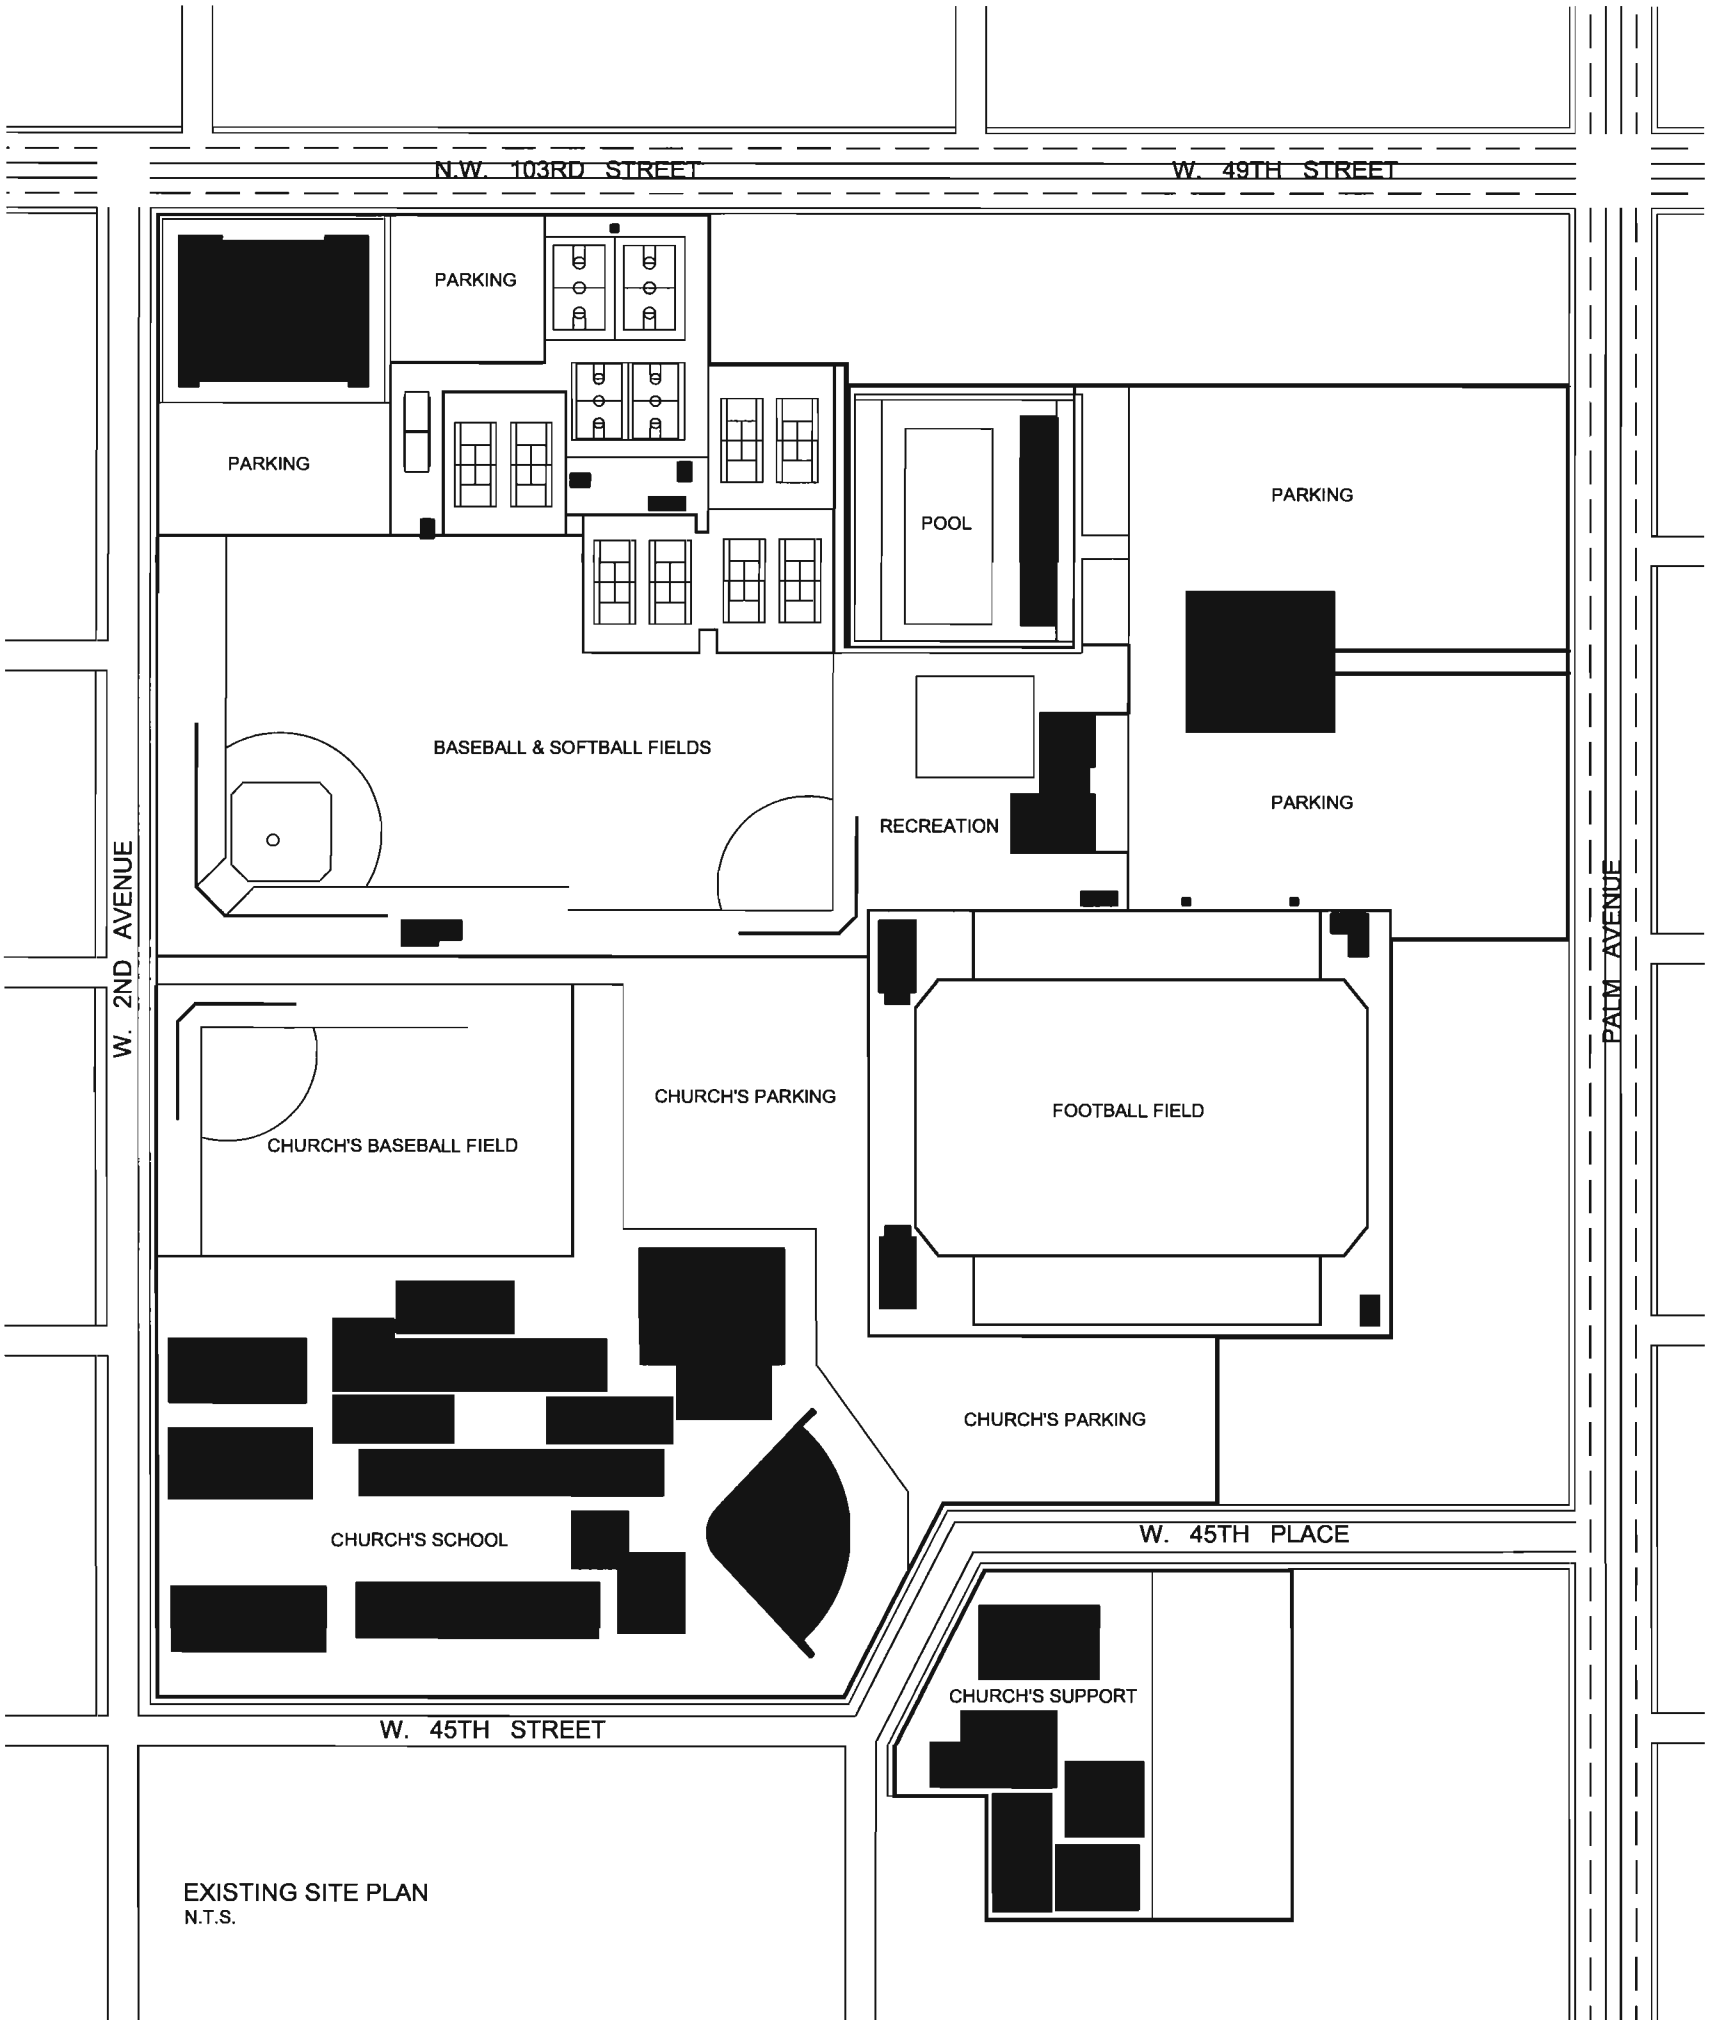 N.W. 103RD STREET
W. 49TH STREET
PARKING
PARKING
PARKING
POOL
BASEBALL & SOFTBALL FIELDS
PARKING
RECREATION
W. 2ND AVENUE
PALM AVENUE
CHURCH'S PARKING
FOOTBALL FIELD
CHURCH'S BASEBALL FIELD
CHURCH'S PARKING
W. 45TH PLACE
CHURCH'S SCHOOL
CHURCH'S SUPPORT
W. 45TH STREET
EXISTING SITE PLAN
N.T.S.